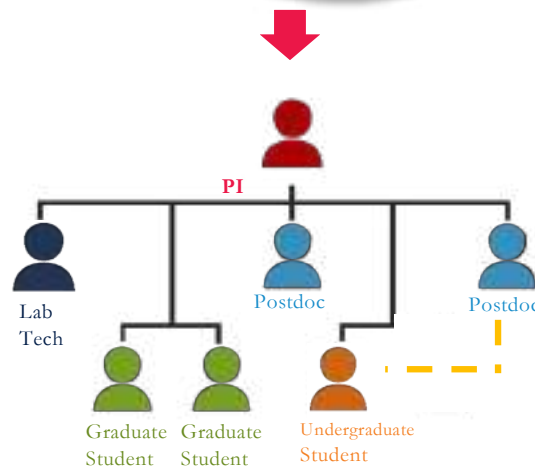 PI
Lab
Tech
Postdoc
Postdoc
Graduate
Student
Graduate
Student
Undergraduate
Student